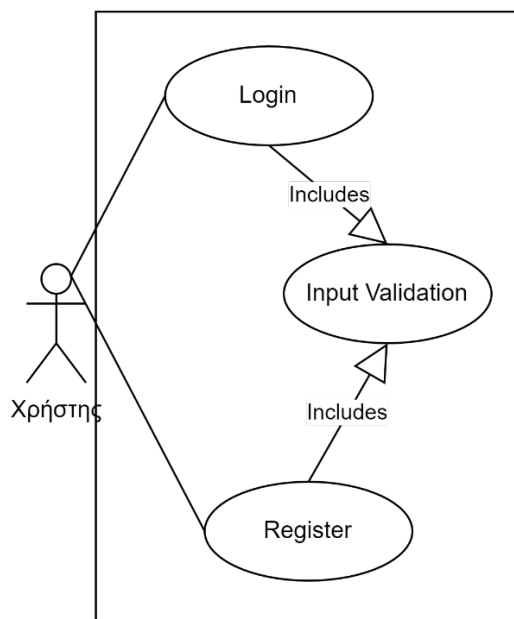 Login
Includes
Input Validation
Χρήστης
Includes
Register